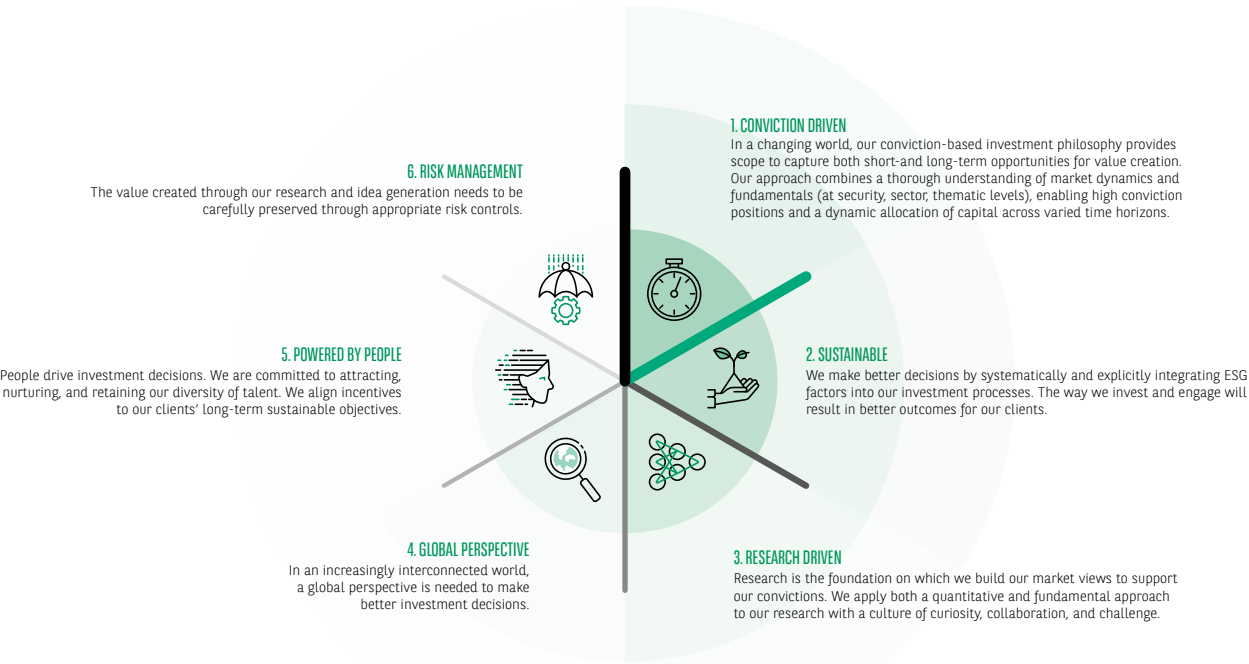 1. CONVICTION DRIVEN
In a changing world, our conviction-based investment philosophy provides
scope to capture both short-and long-term opportunities for value creation.
Our approach combines a thorough understanding of market dynamics and
fundamentals (at security, sector, thematic levels), enabling high conviction
positions and a dynamic allocation of capital across varied time horizons.
2. SUSTAINABLE
We make better decisions by systematically and explicitly integrating ESG
factors into our investment processes. The way we invest and engage will
result in better outcomes for our clients.
3. RESEARCH DRIVEN
Research is the foundation on which we build our market views to support
our convictions. We apply both a quantitative and fundamental approach
to our research with a culture of curiosity, collaboration, and challenge.
4. GLOBAL PERSPECTIVE
In an increasingly interconnected world,
a global perspective is needed to make
better investment decisions.
5. POWERED BY PEOPLE
People drive investment decisions. We are committed to attracting,
nurturing, and retaining our diversity of talent. We align incentives
to our clients' long-term sustainable objectives.
6. RISK MANAGEMENT
The value created through our research and idea generation needs to be
carefully preserved through appropriate risk controls.